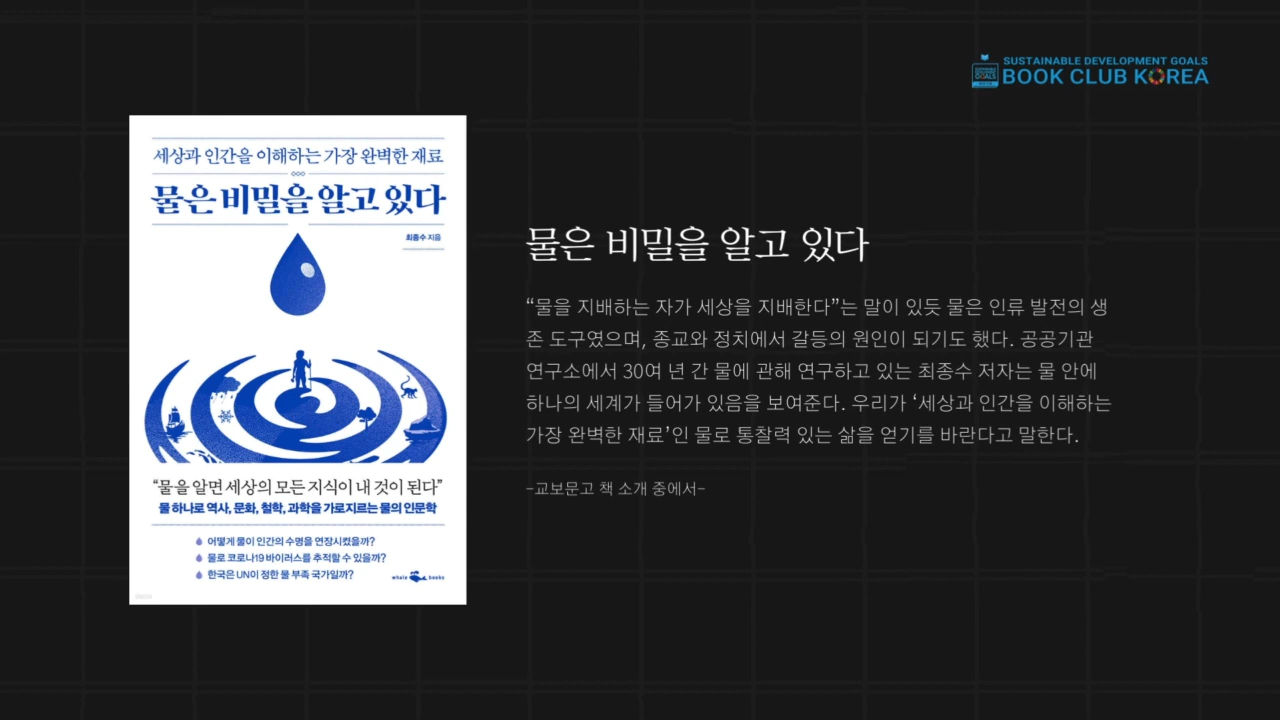 SUSTAINABLE DEVELOPMENT GOALS
BOOK CLUB KOREA
세상과 인간을 이해하는 가장 완벽한 재료
물은 비밀을 알고 있다
최종수 지음
“물을 알면 세상의 모든 지식이 내 것이 된다”
물 하나로 역사, 문화, 철학, 과학을 가로지르는 물의 인문학
어떻게 물이 인간의 수명을 연장시켰을까?
물로 코로나19 바이러스를 추적할 수 있을까?
한국은 UN이 정한 물 부족 국가일까?
whale books
물은 비밀을 알고 있다
“물을 지배하는 자가 세상을 지배한다”는 말이 있듯 물은 인류 발전의 생
존 도구였으며, 종교와 정치에서 갈등의 원인이 되기도 했다. 공공기관
연구소에서 30여 년 간 물에 관해 연구하고 있는 최종수 저자는 물 안에
하나의 세계가 들어가 있음을 보여준다. 우리가 ‘세상과 인간을 이해하는
가장 완벽한 재료’인 물로 통찰력 있는 삶을 얻기를 바란다고 말한다.
–교보문고 책 소개 중에서–